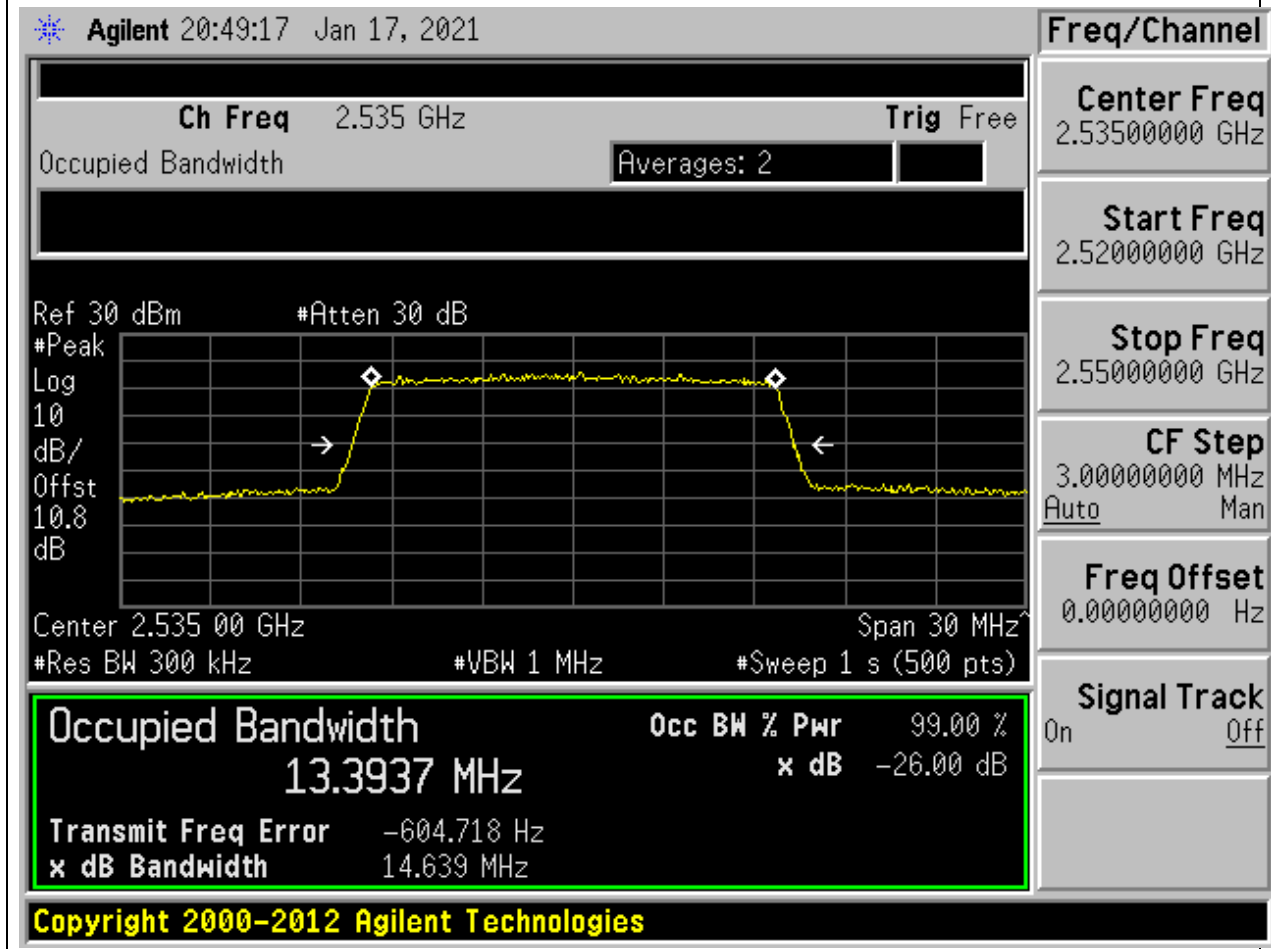 Agilent 20:49:17 Jan 17, 2021
Ch Freq 2.535 GHz Trig Free
Occupied Bandwidth Averages: 2
Ref 30 dBm #Atten 30 dB
#Peak
Log
10
dB/
Offst
10.8
dB
Center 2.535 00 GHz Span 30 MHz^
#Res BW 300 kHz #VBW 1 MHz #Sweep 1 s (500 pts)
Occupied Bandwidth Occ BW % Pwr 99.00 %
13.3937 MHz x dB -26.00 dB
Transmit Freq Error -604.718 Hz
x dB Bandwidth 14.639 MHz
Copyright 2000-2012 Agilent Technologies
Freq/Channel
Center Freq
2.53500000 GHz
Start Freq
2.52000000 GHz
Stop Freq
2.55000000 GHz
CF Step
3.00000000 MHz
Auto Man
Freq Offset
0.00000000 Hz
Signal Track
On Off